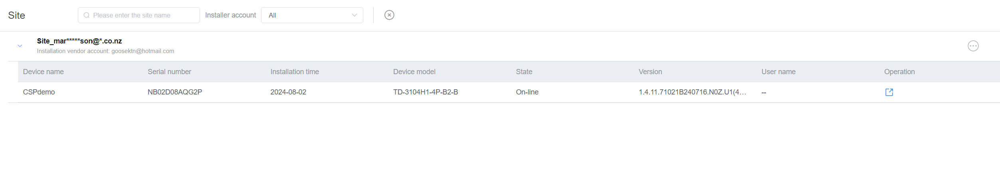 Site
Please enter the site name
Installer account
All
Site_mar*****son@*.co.nz
Installation vendor account: goosektn@hotmail.com
Device name Serial number Installation time Device model State Version User name Operation
CSPdemo NB02D08AQG2P 2024-08-02 TD-3104H1-4P-B2-B On-line 1.4.11.71021B240716.N0Z.U1(4... --